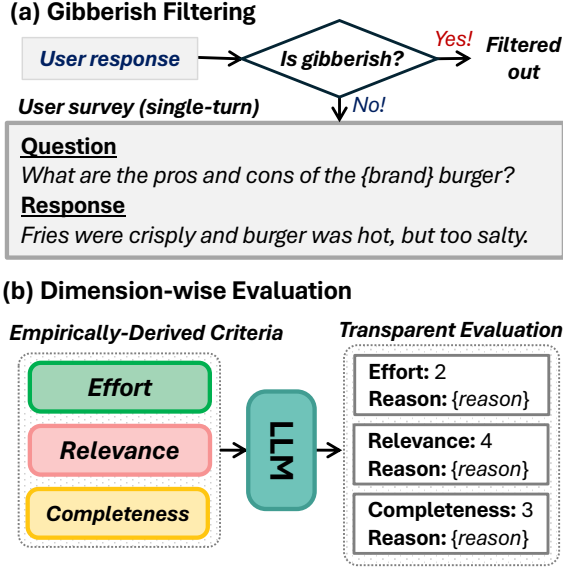 (a) Gibberish Filtering
User response
Is gibberish?
Yes!
Filtered
out
No!
User survey (single-turn)
Question
What are the pros and cons of the {brand} burger?
Response
Fries were crisply and burger was hot, but too salty.
(b) Dimension-wise Evaluation
Empirically-Derived Criteria
Effort
Relevance
Completeness
LLM
Transparent Evaluation
Effort: 2
Reason: {reason}
Relevance: 4
Reason: {reason}
Completeness: 3
Reason: {reason}